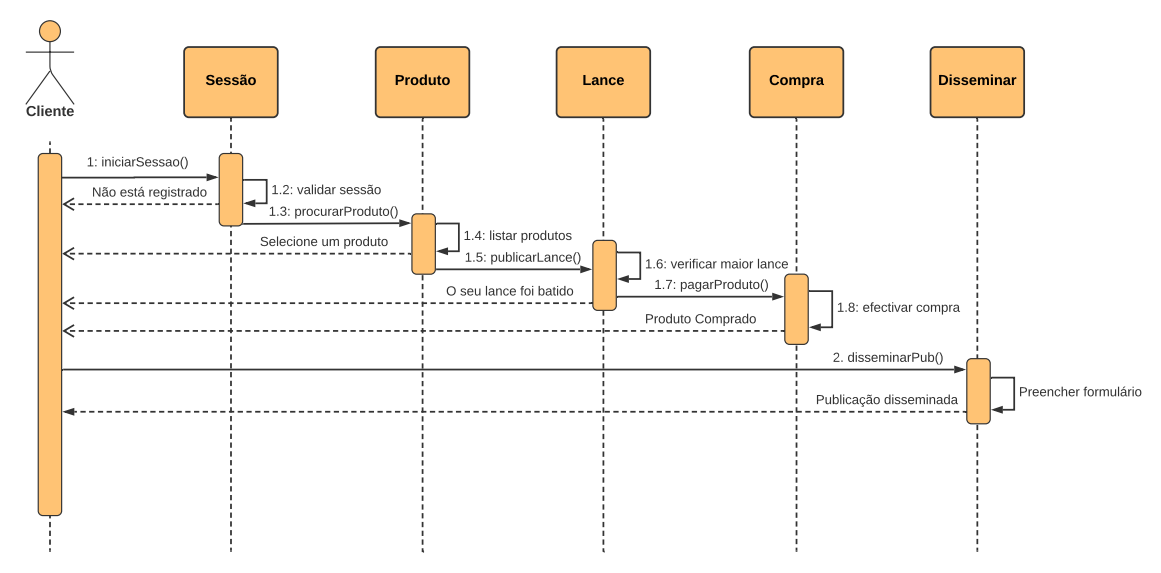 Cliente
Sessão
Produto
Lance
Compra
Disseminar
1: iniciarSessao()
Não está registrado
1.2: validar sessão
1.3: procurarProduto()
Selecione um produto
1.4: listar produtos
1.5: publicarLance()
1.6: verificar maior lance
1.7: pagarProduto()
O seu lance foi batido
1.8: efectivar compra
Produto Comprado
2. disseminarPub()
Preencher formulário
Publicação disseminada